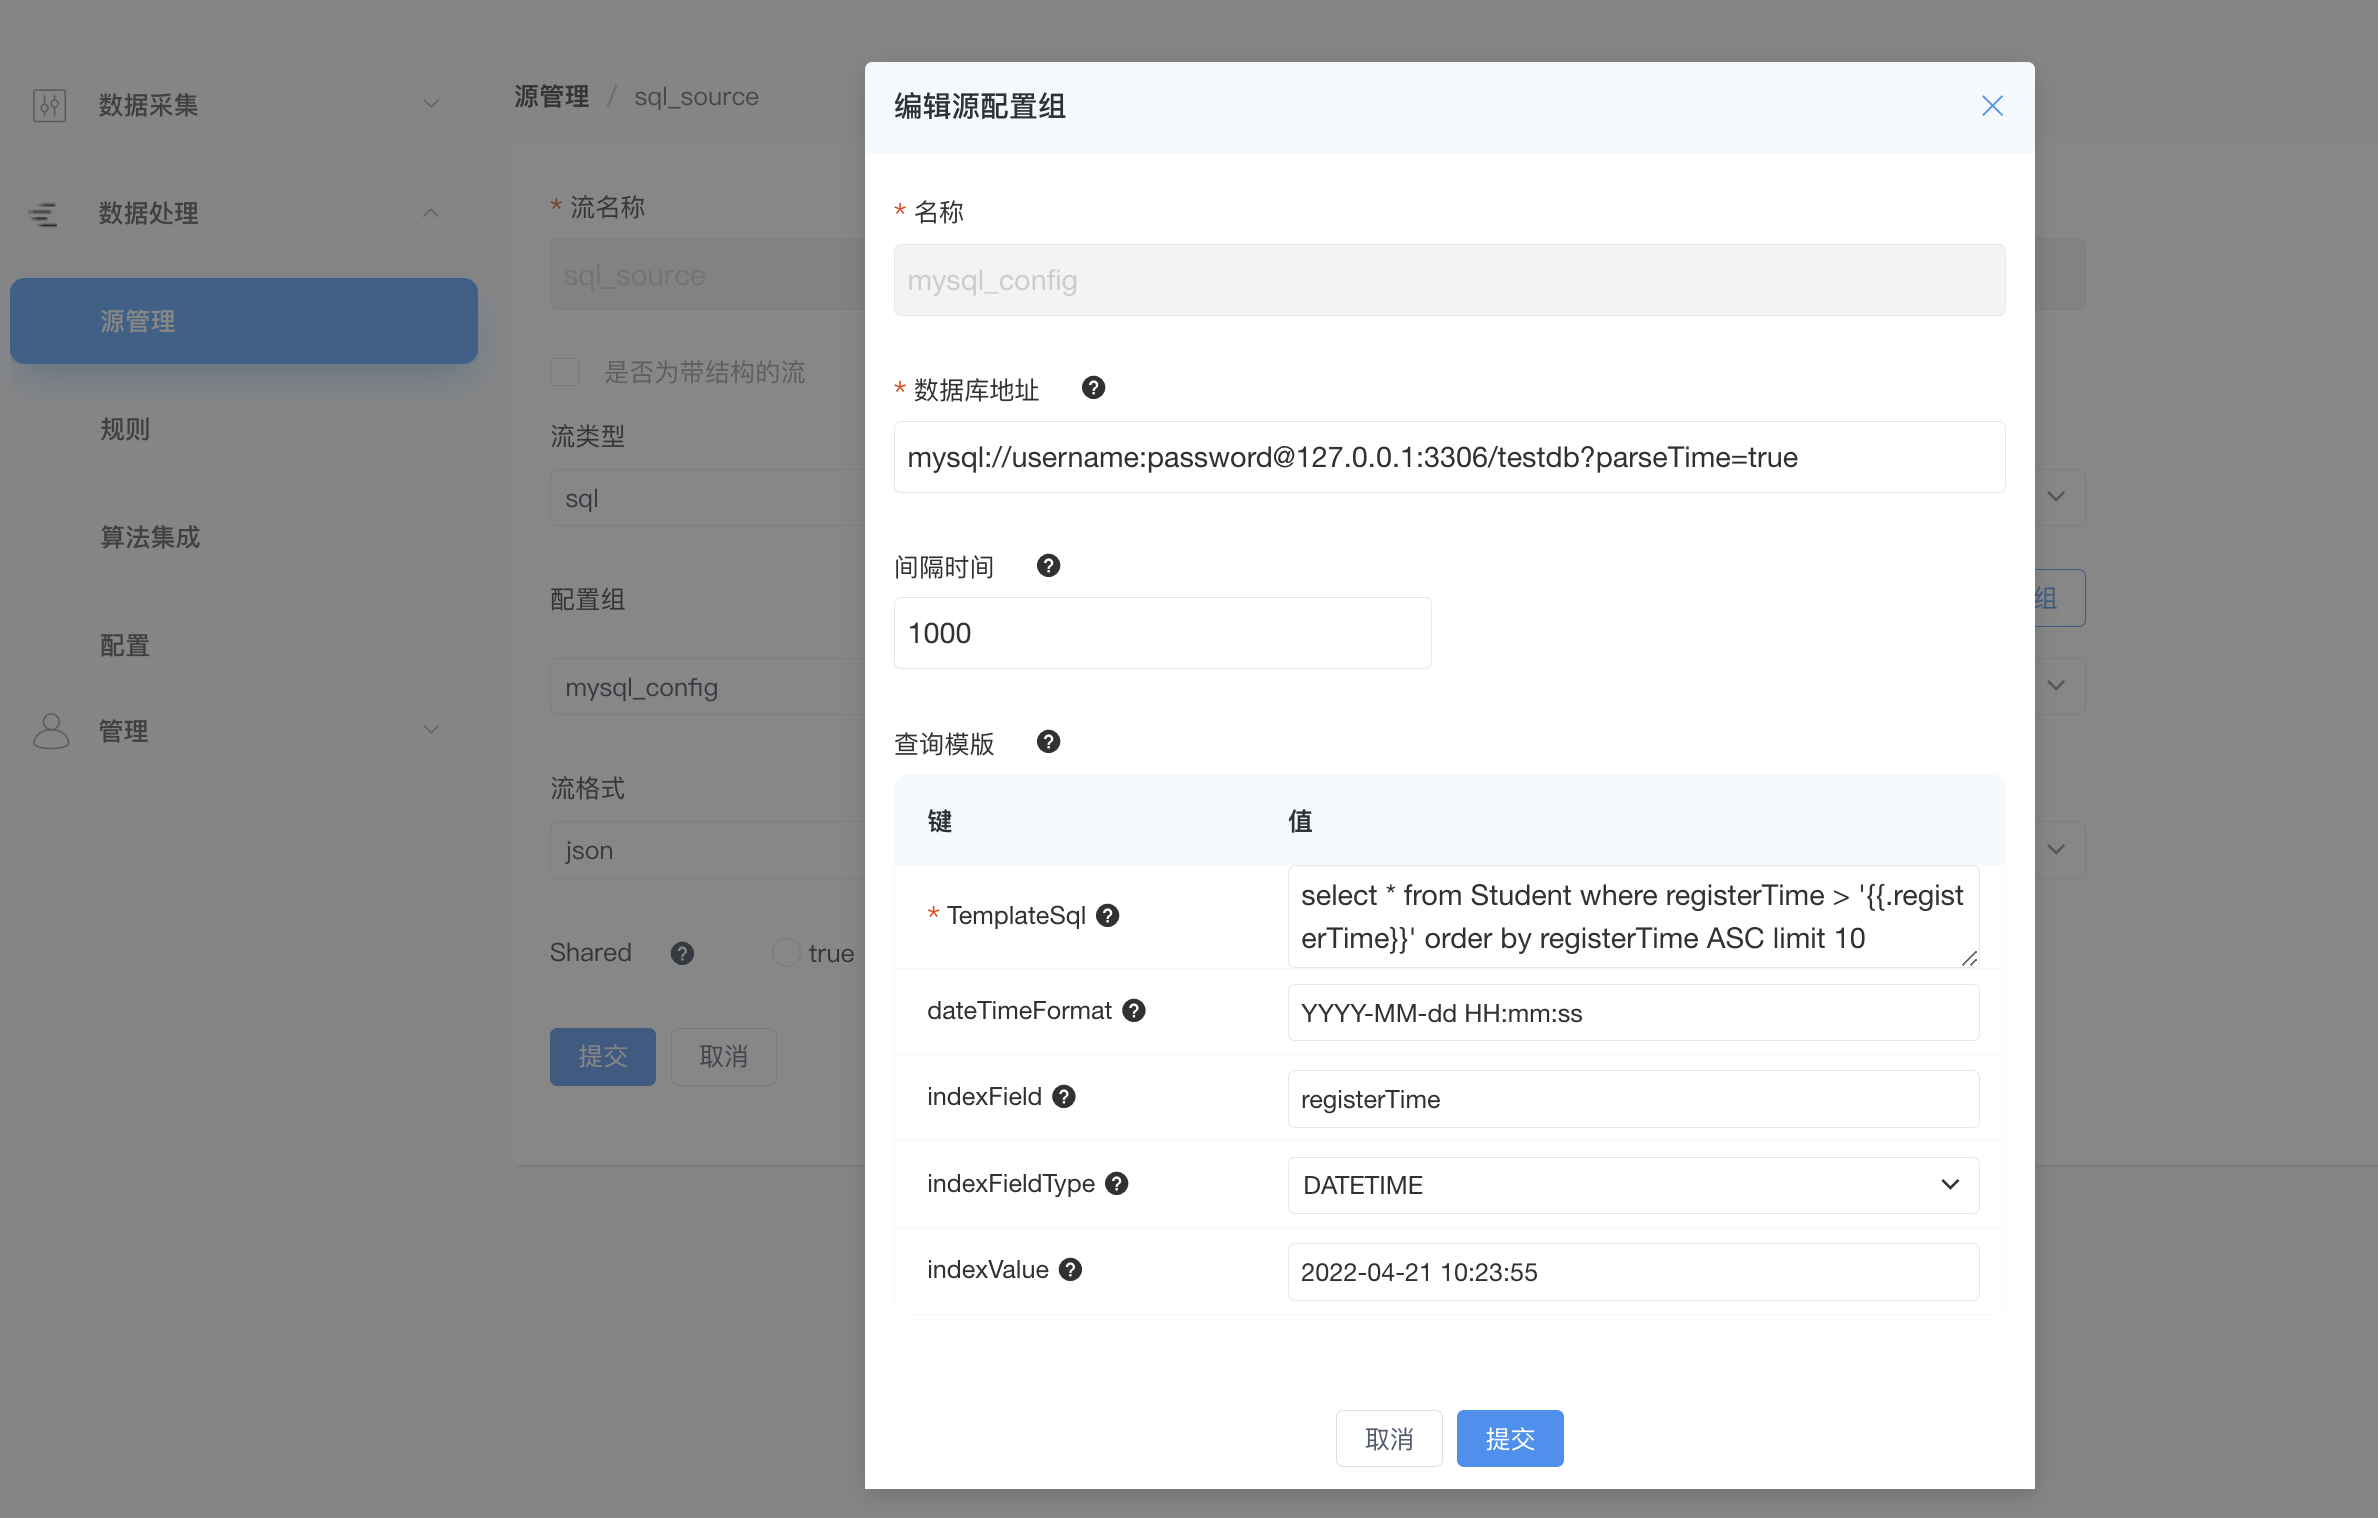 数据采集
数据处理
源管理
规则
算法集成
配置
管理
源管理 / sql_source
* 流名称
sql_source
是否为带结构的流
流类型
sql
配置组
组
mysql_config
流格式
json
Shared
true
提交
取消
编辑源配置组
* 名称
mysql_config
* 数据库地址
mysql://username:password@127.0.0.1:3306/testdb?parseTime=true
间隔时间
1000
查询模版
键 值
* TemplateSql
select * from Student where registerTime > '{{.regist
erTime}}' order by registerTime ASC limit 10
dateTimeFormat
YYYY-MM-dd HH:mm:ss
indexField
registerTime
indexFieldType
DATETIME
indexValue
2022-04-21 10:23:55
取消
提交